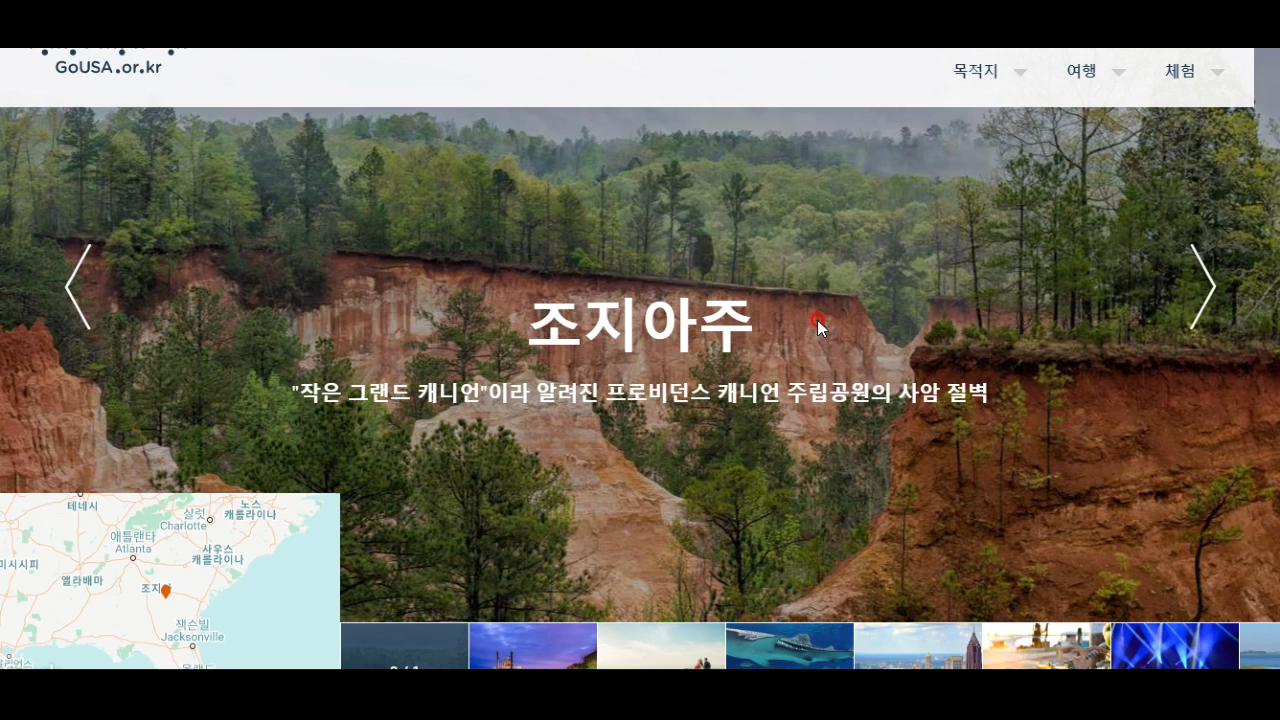 GoUSA.or.kr
목적지
여행
체험
조지아주
"작은 그랜드 캐니언"이라 알려진 프로비던스 캐니언 주립공원의 사암 절벽
테네시
샬럿
Charlotte
노스
캐롤라이나
애틀랜타
Atlanta
사우스
캐롤라이나
미시시피
앨라배마
잭슨빌
Jacksonville